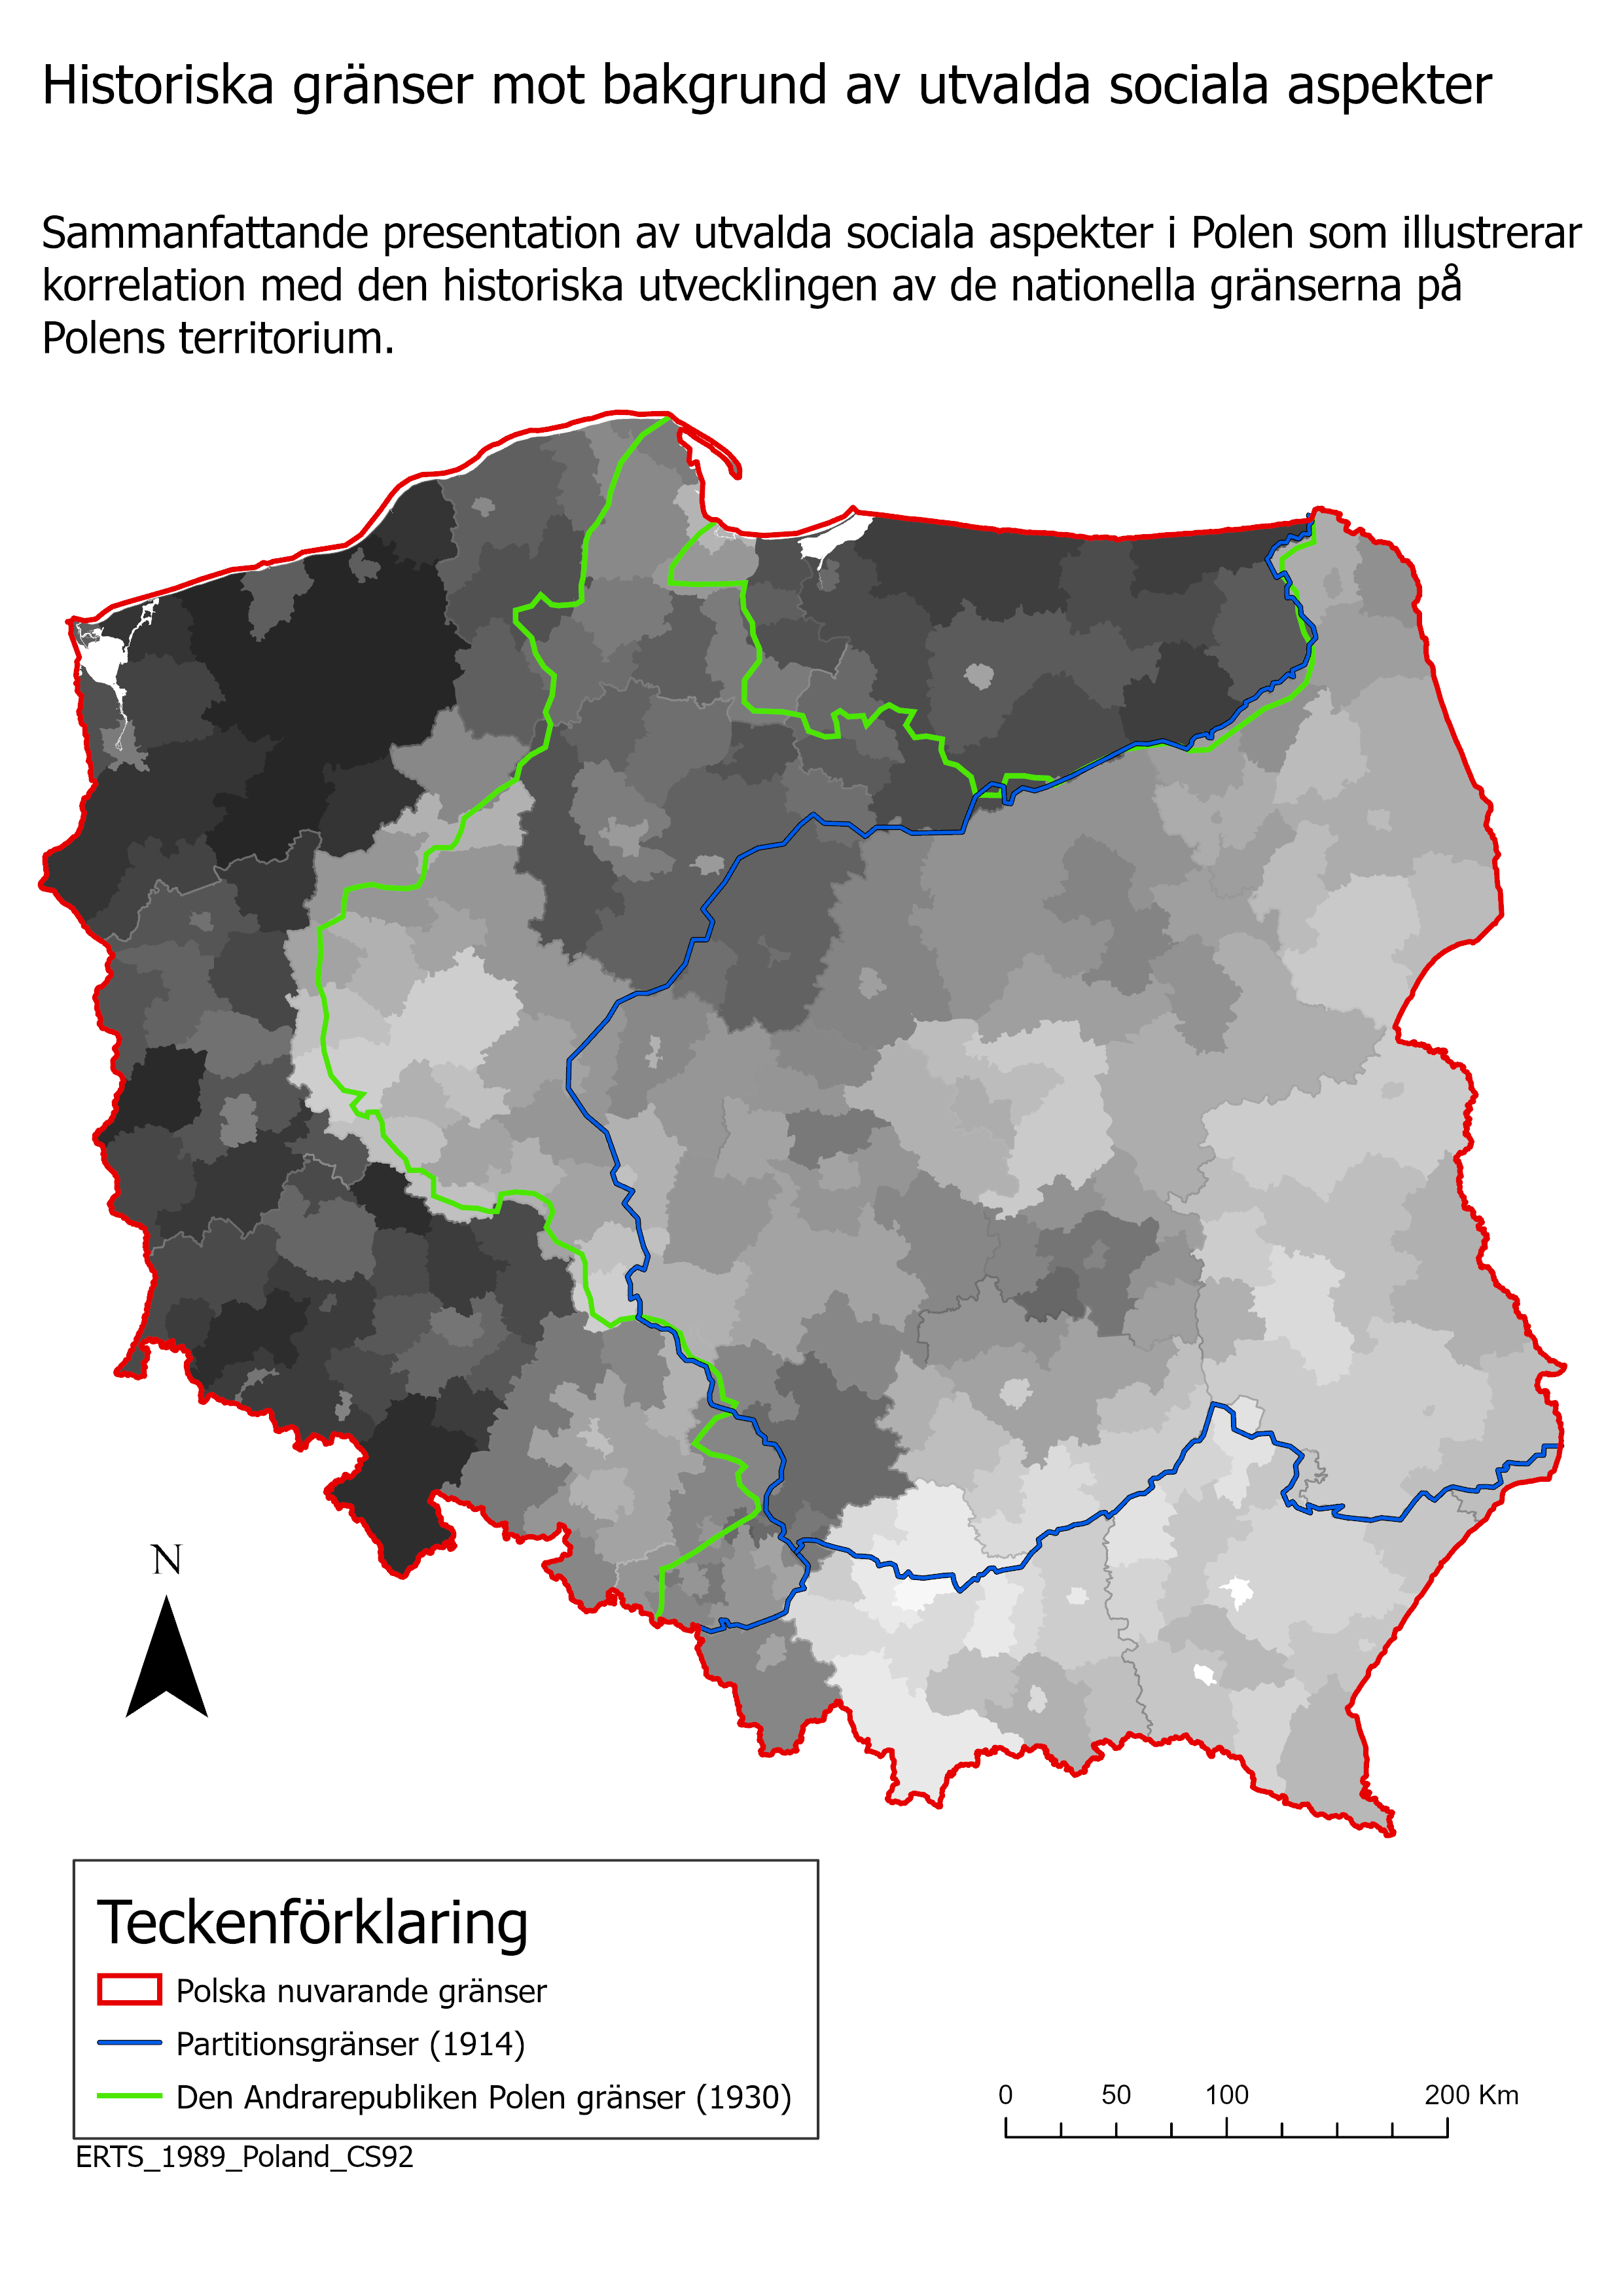 Historiska gränser mot bakgrund av utvalda sociala aspekter
Sammanfattande presentation av utvalda sociala aspekter i Polen som illustrerar
korrelation med den historiska utvecklingen av de nationella gränserna på
Polens territorium.
N
Teckenförklaring
Polska nuvarande gränser
Partitionsgränser (1914)
Den Andrarepubliken Polen gränser (1930)
0 50 100 200 Km
ERTS_1989_Poland_CS92